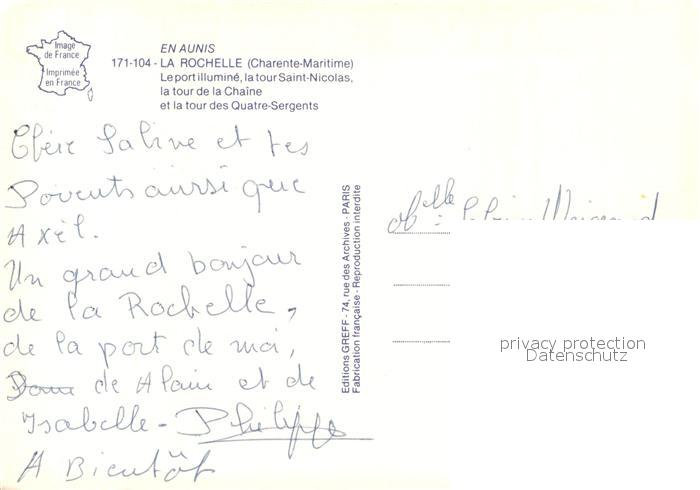 Image
de France
Imprimée
en France
EN AUNIS
171-104 - LA ROCHELLE (Charente-Maritime)
Le port illuminé, la tour Saint-Nicolas,
la tour de la Chaîne
et la tour des Quatre-Sergents
Chère Sabine et tes
Parents aussi que
Axèl.
Un grand bonjour
de la Rochelle,
de la part de moi,
de Alain et de
Isabelle - Philippe
A Bientôt
Editions GREFF - 74, rue des Archives - PARIS
Fabrication française - Reproduction interdite
Melle
privacy protection
Datenschutz